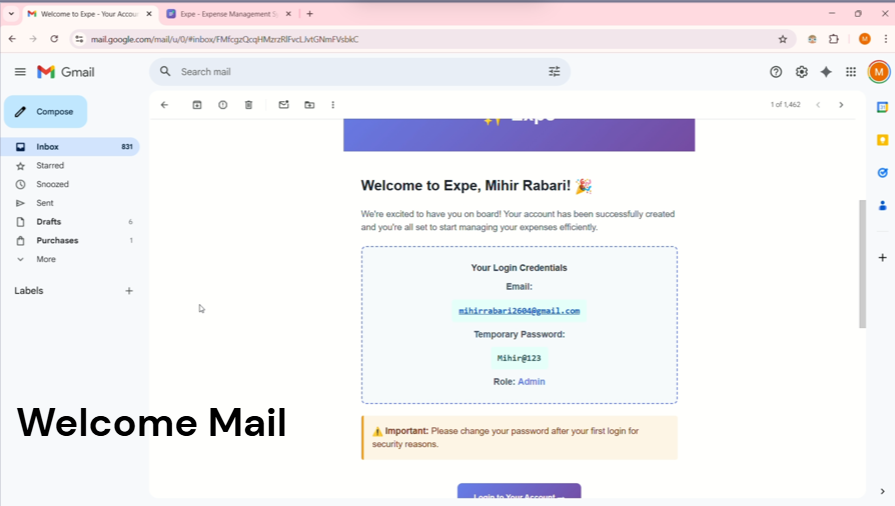 Welcome to Expe - Your Accou
Expe - Expense Management S
mail.google.com/mail/u/0/#inbox/
M
Gmail
Search mail
M
Compose
1 of 1,462
Inbox 831
Starred
Snoozed
Sent
Drafts 6
Purchases 1
More
Labels
Expe
Welcome to Expe, Mihir Rabari! 🎉
We're excited to have you on board! Your account has been successfully created
and you're all set to start managing your expenses efficiently.
Your Login Credentials
Email:
mihirrabari2604@gmail.com
Temporary Password:
Mihir@123
Role: Admin
⚠️ Important: Please change your password after your first login for
security reasons.
Login to Your Account →
Welcome Mail